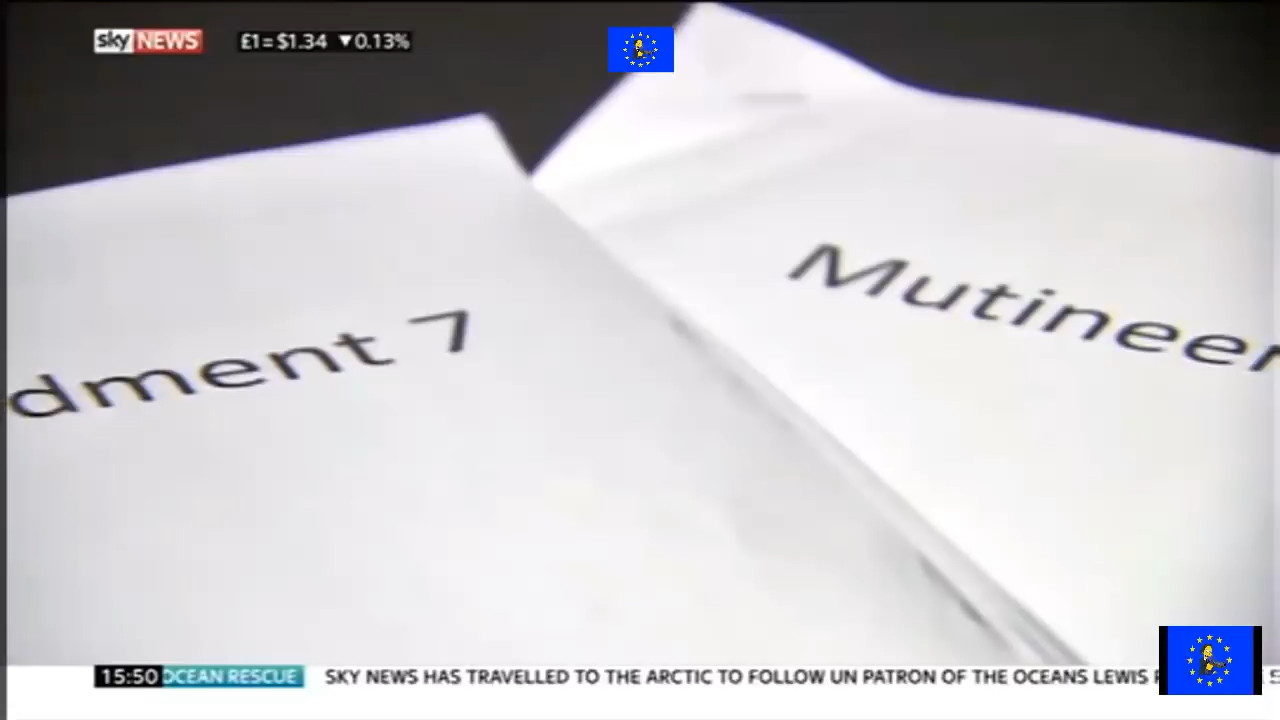 sky NEWS £1=$1.34 ▼0.13%
Mutineer
dment 7
15:50 OCEAN RESCUE SKY NEWS HAS TRAVELLED TO THE ARCTIC TO FOLLOW UN PATRON OF THE OCEANS LEWIS